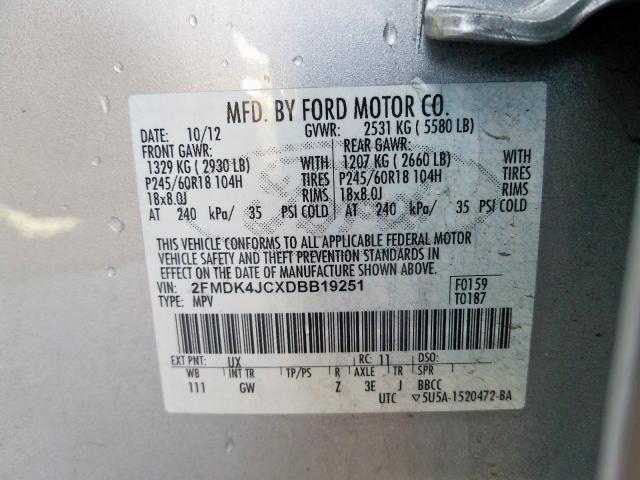 MFD. BY FORD MOTOR CO.
DATE: 10/12 GVWR: 2531 KG ( 5580 LB)
FRONT GAWR: REAR GAWR:
1329 KG ( 2930 LB) WITH 1207 KG ( 2660 LB) WITH
P245/60R18 104H TIRES P245/60R18 104H TIRES
18x8.0J RIMS 18x8.0J RIMS
AT 240 kPa/ 35 PSI COLD AT 240 kPa/ 35 PSI COLD
THIS VEHICLE CONFORMS TO ALL APPLICABLE FEDERAL MOTOR
VEHICLE SAFETY AND THEFT PREVENTION STANDARDS IN
EFFECT ON THE DATE OF MANUFACTURE SHOWN ABOVE.
VIN: 2FMDK4JCXDBB19251 F0159
TYPE: MPV T0187
EXT PNT: UX RC: 11 DSO:
WB INT TR TP/PS R AXLE TR SPR
111 GW Z 3E J BBCC
UTC ▽5U5A-1520472-BA